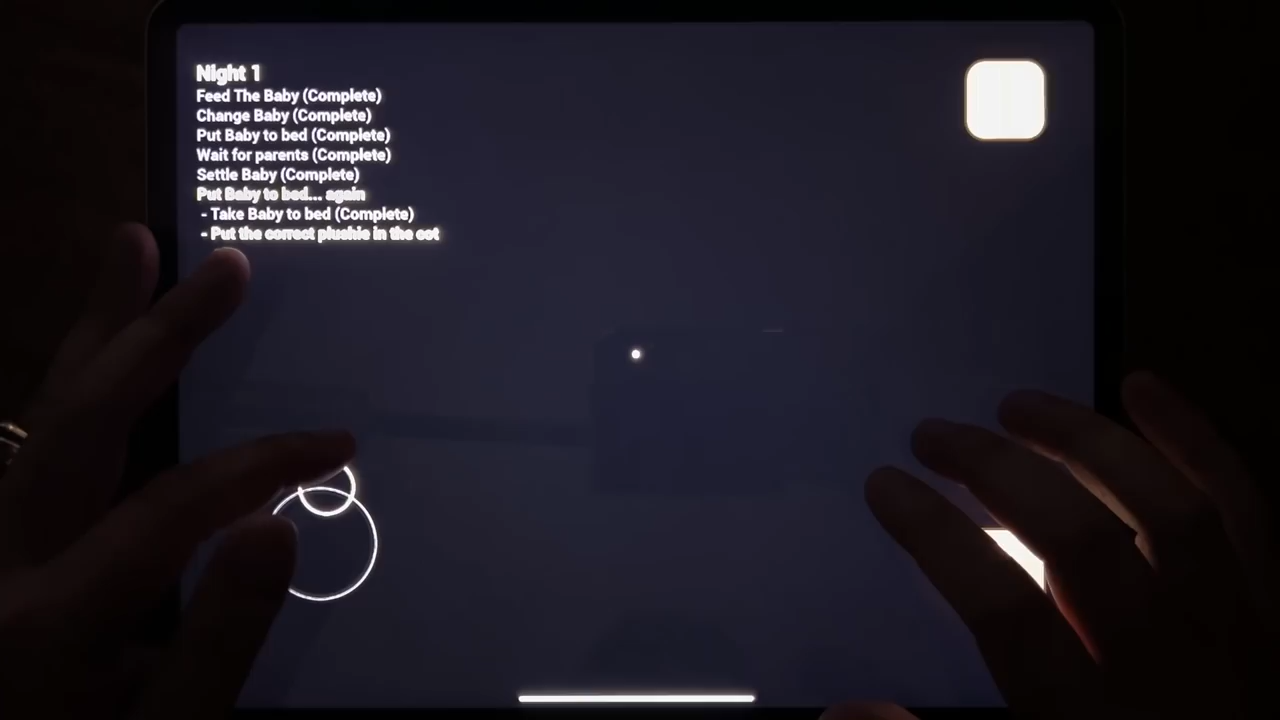 Night 1
Feed The Baby (Complete)
Change Baby (Complete)
Put Baby to bed (Complete)
Wait for parents (Complete)
Settle Baby (Complete)
Put Baby to bed... again
- Take Baby to bed (Complete)
- Put the correct plushie in the cot